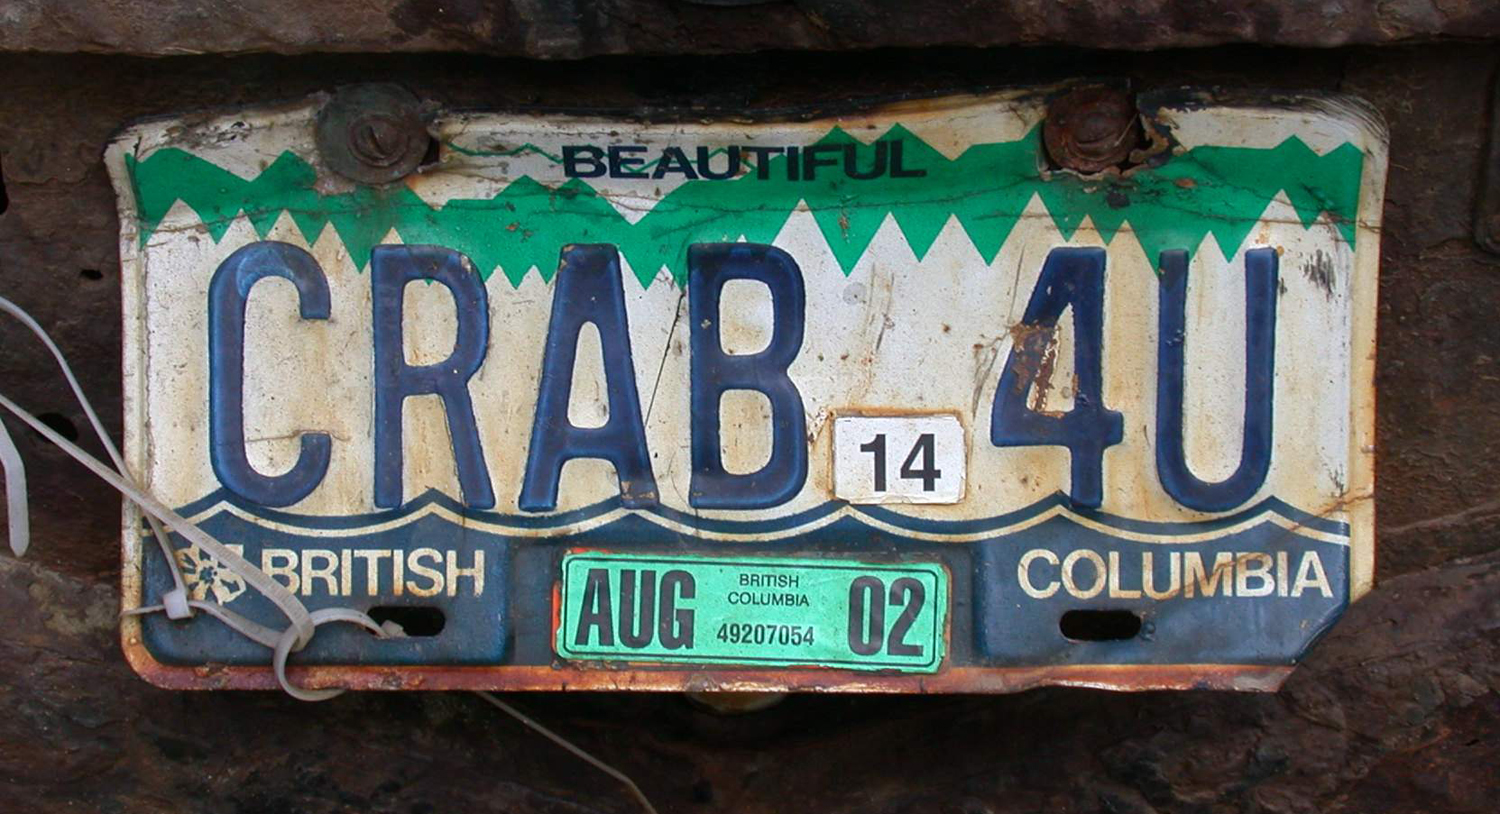 BEAUTIFUL
CRAB 4U
14
BRITISH COLUMBIA
AUG BRITISH COLUMBIA 02
49207054